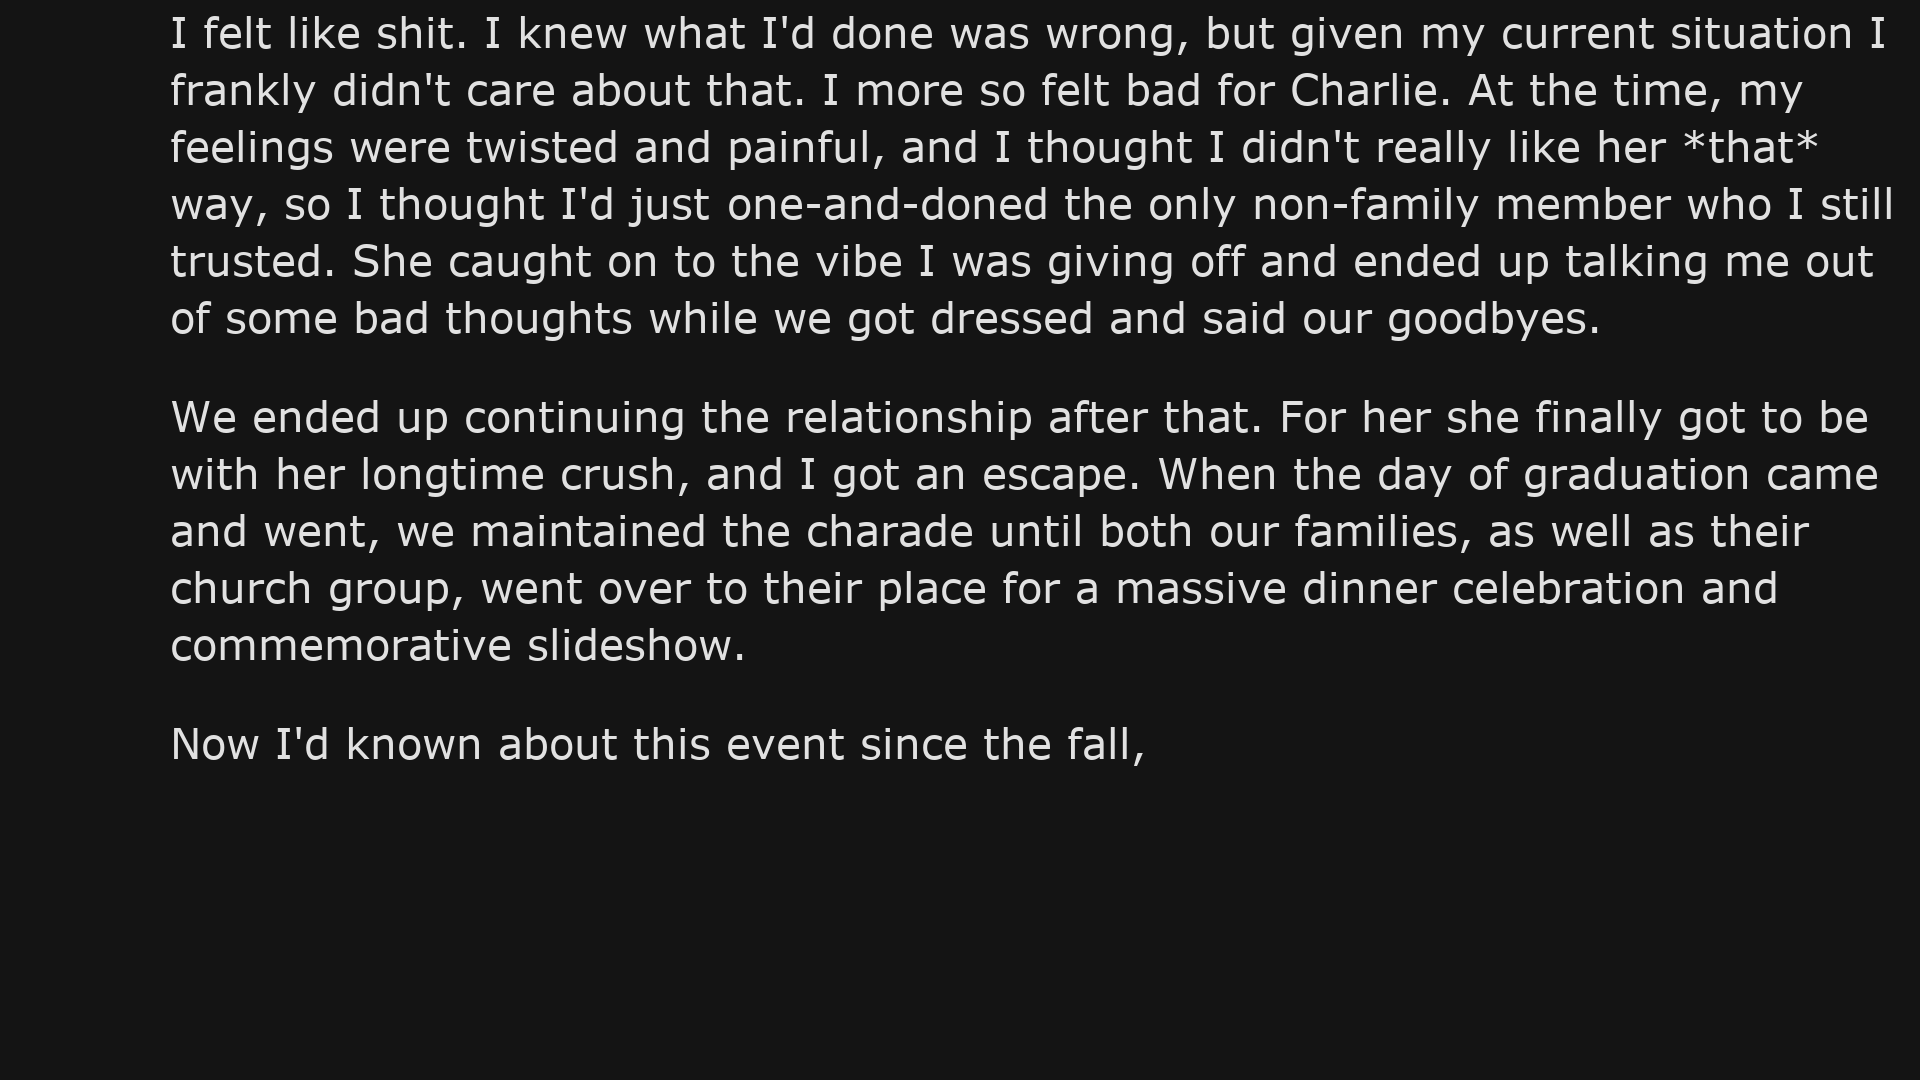 I felt like shit. I knew what I'd done was wrong, but given my current situation I
frankly didn't care about that. I more so felt bad for Charlie. At the time, my
feelings were twisted and painful, and I thought I didn't really like her *that*
way, so I thought I'd just one-and-doned the only non-family member who I still
trusted. She caught on to the vibe I was giving off and ended up talking me out
of some bad thoughts while we got dressed and said our goodbyes.
We ended up continuing the relationship after that. For her she finally got to be
with her longtime crush, and I got an escape. When the day of graduation came
and went, we maintained the charade until both our families, as well as their
church group, went over to their place for a massive dinner celebration and
commemorative slideshow.
Now I'd known about this event since the fall,